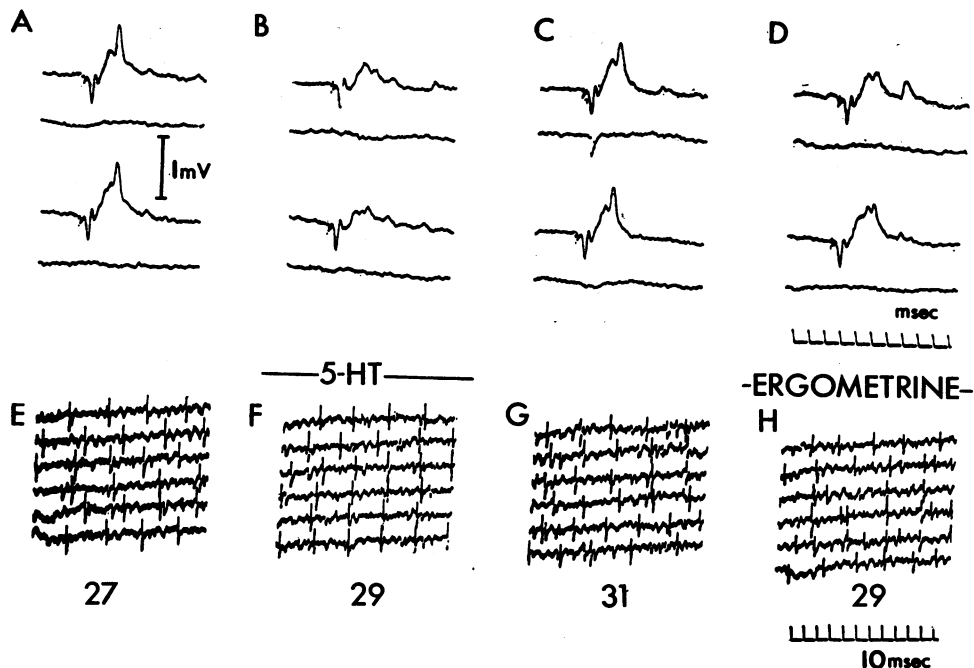 A
B
C
D
1mV
msec
5-HT
-ERGOMETRINE-
E
F
G
H
27
29
31
29
10msec